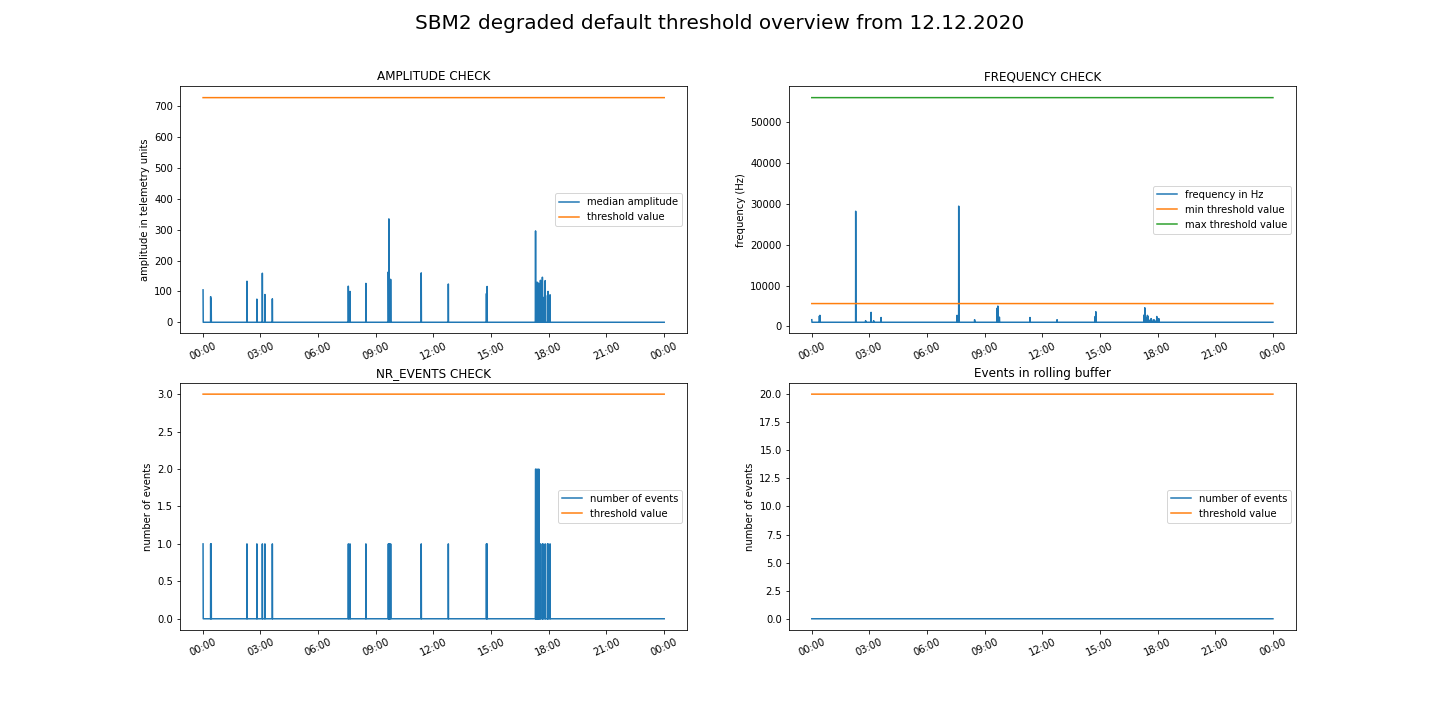 SBM2 degraded default threshold overview from 12.12.2020
AMPLITUDE CHECK
amplitude in telemetry units
700
600
500
400
300
200
100
0
median amplitude
threshold value
00:00 03:00 06:00 09:00 12:00 15:00 18:00 21:00 00:00
FREQUENCY CHECK
frequency (Hz)
50000
40000
30000
20000
10000
0
frequency in Hz
min threshold value
max threshold value
00:00 03:00 06:00 09:00 12:00 15:00 18:00 21:00 00:00
NR_EVENTS CHECK
number of events
3.0
2.5
2.0
1.5
1.0
0.5
0.0
number of events
threshold value
00:00 03:00 06:00 09:00 12:00 15:00 18:00 21:00 00:00
Events in rolling buffer
number of events
20.0
17.5
15.0
12.5
10.0
7.5
5.0
2.5
0.0
number of events
threshold value
00:00 03:00 06:00 09:00 12:00 15:00 18:00 21:00 00:00